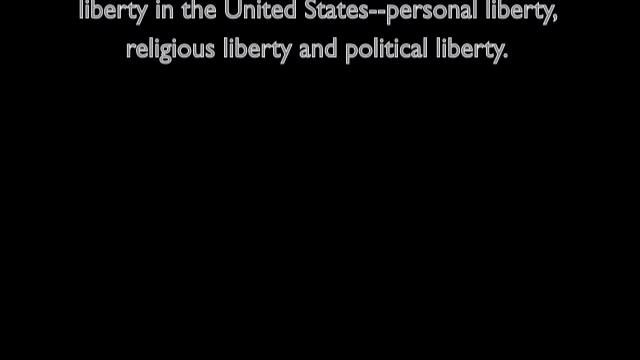 liberty in the United States--personal liberty,
religious liberty and political liberty.